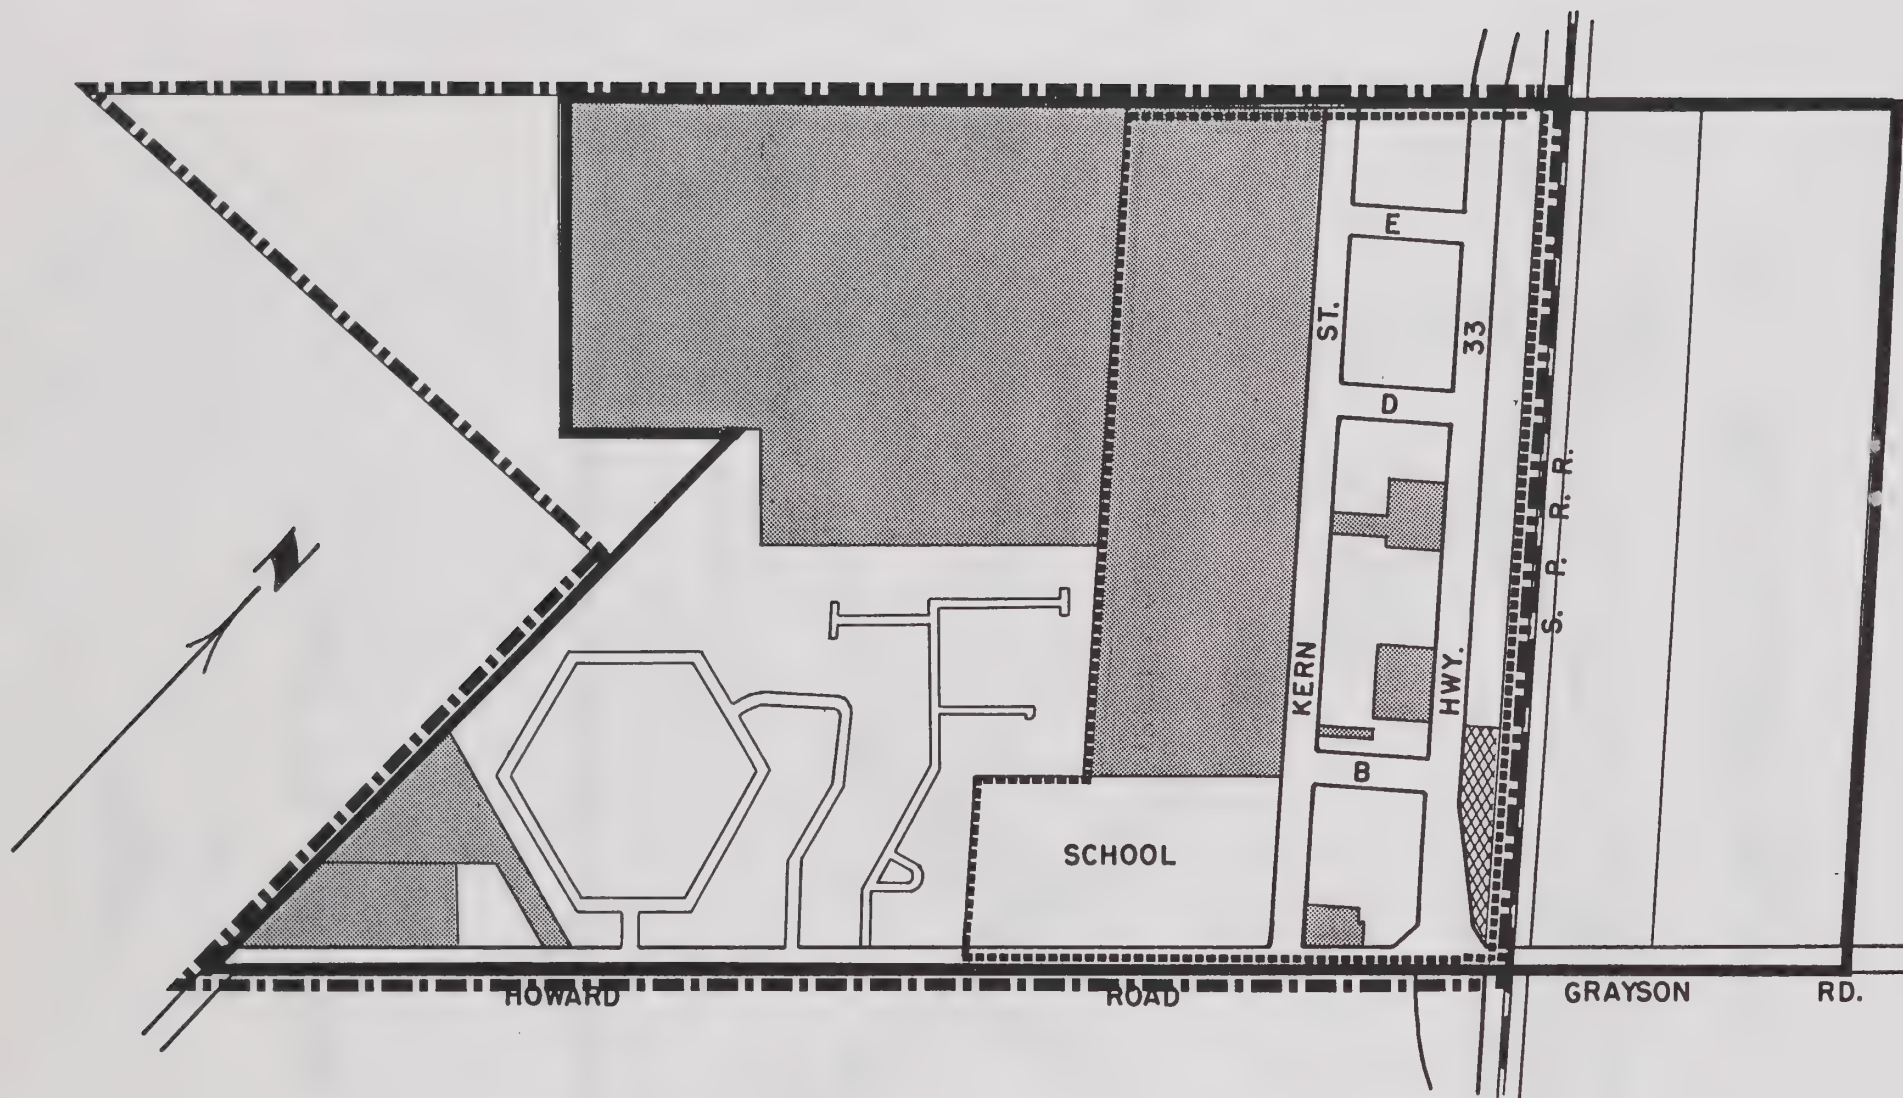 E
ST.
33
D
S. P. R. R.
N
KERN
HWY.
B
SCHOOL
HOWARD ROAD
GRAYSON RD.